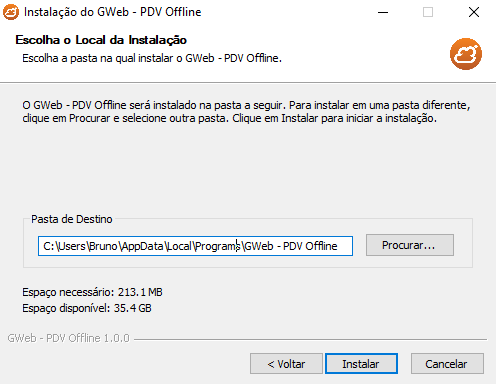 Instalação do GWeb - PDV Offline
Escolha o Local da Instalação
Escolha a pasta na qual instalar o GWeb - PDV Offline.
O GWeb - PDV Offline será instalado na pasta a seguir. Para instalar em uma pasta diferente,
clique em Procurar e selecione outra pasta. Clique em Instalar para iniciar a instalação.
Pasta de Destino
C:\Users\Bruno\AppData\Local\Programs\GWeb - PDV Offline
Procurar...
Espaço necessário: 213.1 MB
Espaço disponível: 35.4 GB
GWeb - PDV Offline 1.0.0
< Voltar
Instalar
Cancelar